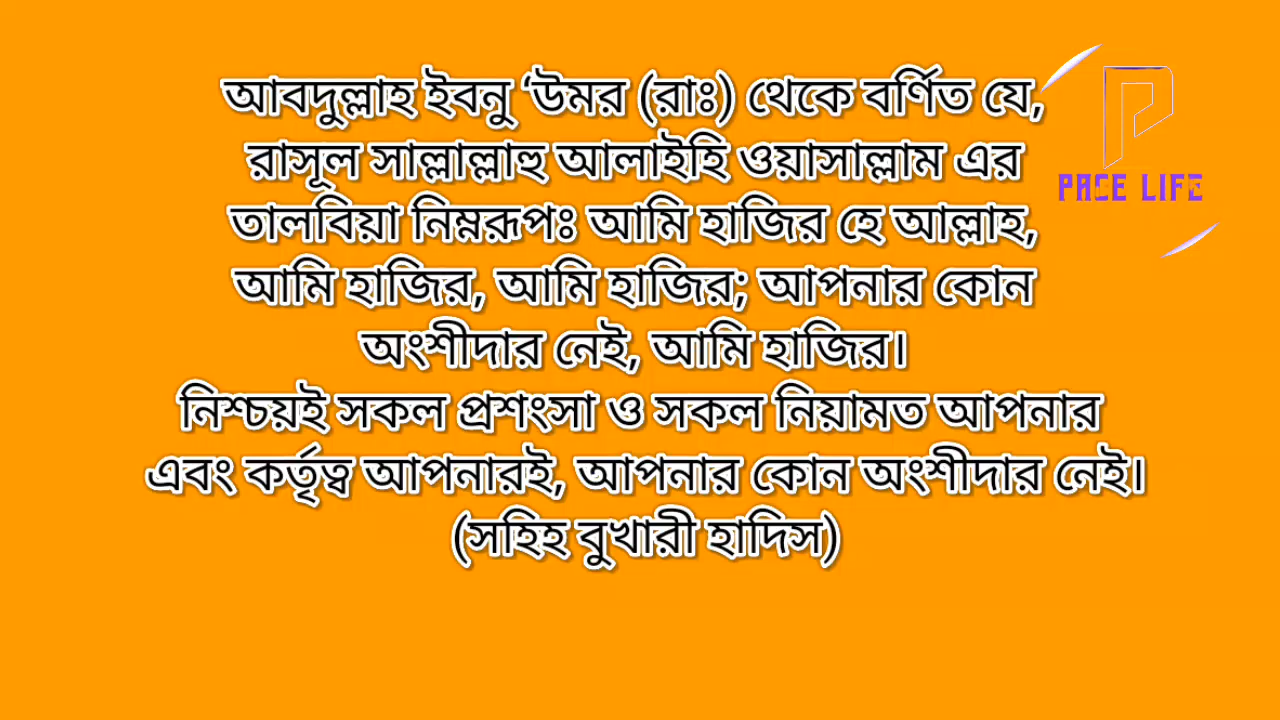 আবদুল্লাহ ইবনু ‘উমর (রাঃ) থেকে বর্ণিত যে,
রাসূল সাল্লাল্লাহু আলাইহি ওয়াসাল্লাম এর
তালবিয়া নিম্নরূপঃ আমি হাজির হে আল্লাহ,
আমি হাজির, আমি হাজির; আপনার কোন
অংশীদার নেই, আমি হাজির।
নিশ্চয়ই সকল প্রশংসা ও সকল নিয়ামত আপনার
এবং কর্তৃত্ব আপনারই, আপনার কোন অংশীদার নেই।
(সহিহ বুখারী হাদিস)
P
PACE LIFE